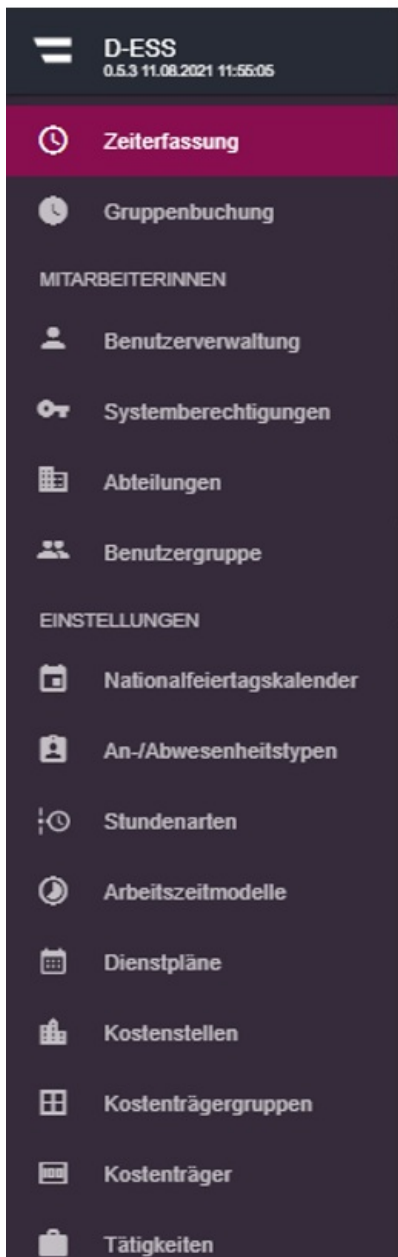 D-ESS
0.5.3 11.08.2021 11:55:05
Zeiterfassung
Gruppenbuchung
MITARBEITERINNEN
Benutzerverwaltung
Systemberechtigungen
Abteilungen
Benutzergruppe
EINSTELLUNGEN
Nationalfeiertagskalender
An-/Abwesenheitstypen
Stundenarten
Arbeitszeitmodelle
Dienstpläne
Kostenstellen
Kostenträgergruppen
Kostenträger
Tätigkeiten